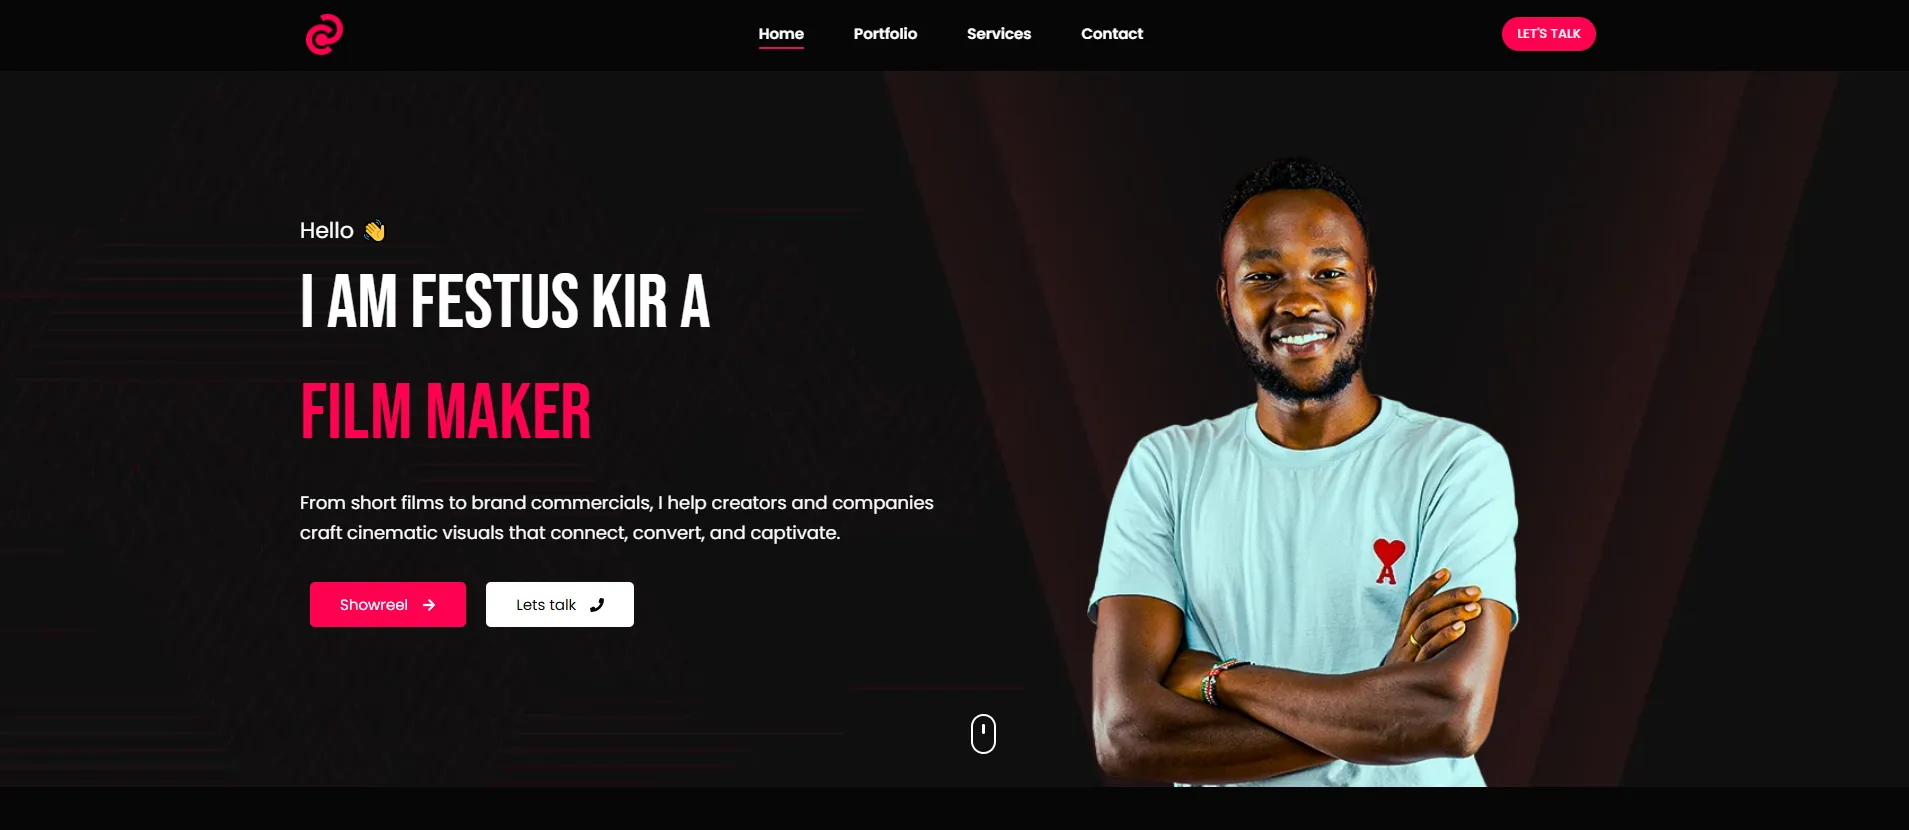 Home Portfolio Services Contact LET'S TALK
Hello 👋
I AM FESTUS KIR A
FILM MAKER
From short films to brand commercials, I help creators and companies
craft cinematic visuals that connect, convert, and captivate.
Showreel Lets talk
A